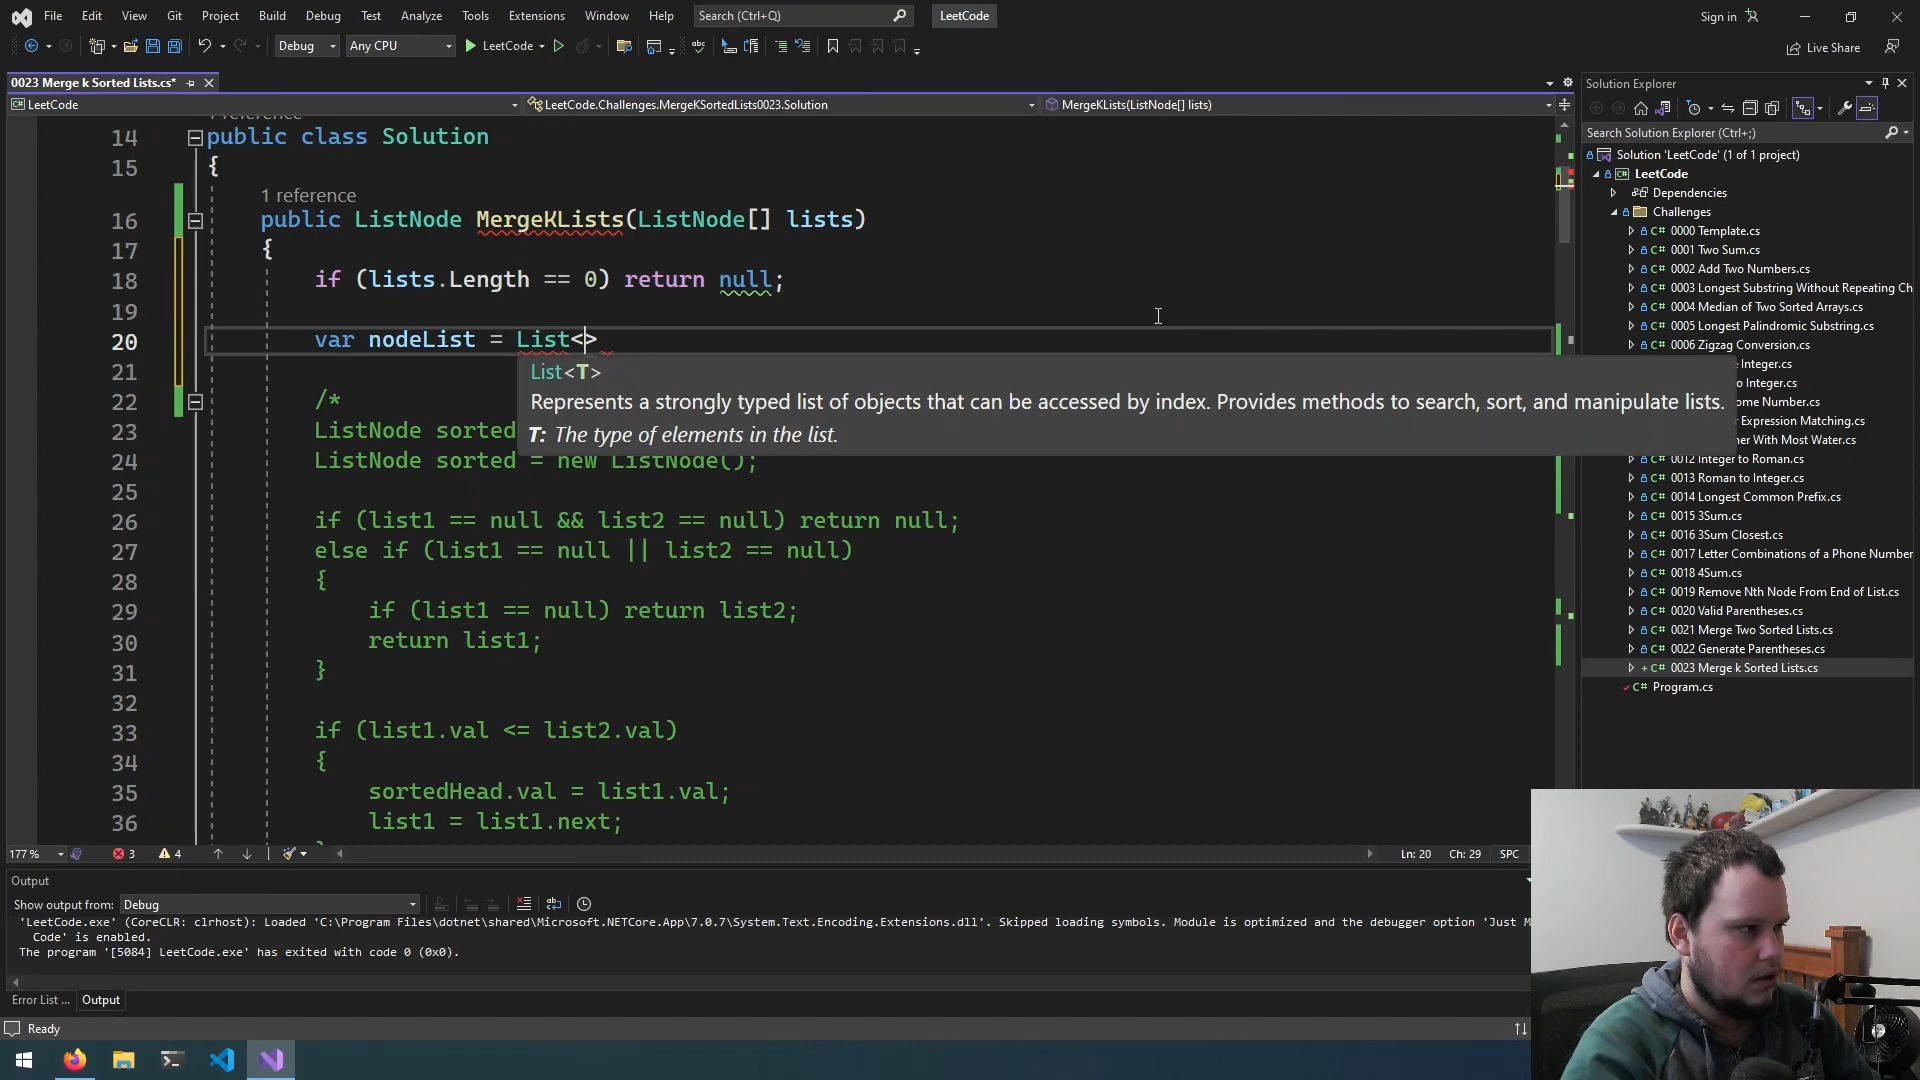 File Edit View Git Project Build Debug Test Analyze Tools Extensions Window Help Search (Ctrl+Q) LeetCode Sign in
Debug Any CPU LeetCode Live Share
0023 Merge k Sorted Lists.cs*
LeetCode LeetCode.Challenges.MergeKSortedLists0023.Solution MergeKLists(ListNode[] lists)
14 public class Solution
15 {
1 reference
16 public ListNode MergeKLists(ListNode[] lists)
17 {
18 if (lists.Length == 0) return null;
19
20 var nodeList = List<>
21
List<T>
Represents a strongly typed list of objects that can be accessed by index. Provides methods to search, sort, and manipulate lists.
T: The type of elements in the list.
22 /*
23 ListNode sorted
24 ListNode sorted = new ListNode();
25
26 if (list1 == null && list2 == null) return null;
27 else if (list1 == null || list2 == null)
28 {
29 if (list1 == null) return list2;
30 return list1;
31 }
32
33 if (list1.val <= list2.val)
34 {
35 sortedHead.val = list1.val;
36 list1 = list1.next;
177 % 3 4 Ln: 20 Ch: 29 SPC
Output
Show output from: Debug
'LeetCode.exe' (CoreCLR: clrhost): Loaded 'C:\Program Files\dotnet\shared\Microsoft.NETCore.App\7.0.7\System.Text.Encoding.Extensions.dll'. Skipped loading symbols. Module is optimized and the debugger option 'Just M
Code' is enabled.
The program '[5084] LeetCode.exe' has exited with code 0 (0x0).
Error List ... Output
Ready
Solution Explorer
Search Solution Explorer (Ctrl+;)
Solution 'LeetCode' (1 of 1 project)
LeetCode
Dependencies
Challenges
C# 0000 Template.cs
C# 0001 Two Sum.cs
C# 0002 Add Two Numbers.cs
C# 0003 Longest Substring Without Repeating Ch
C# 0004 Median of Two Sorted Arrays.cs
C# 0005 Longest Palindromic Substring.cs
C# 0006 Zigzag Conversion.cs
e Integer.cs
to Integer.cs
ome Number.cs
r Expression Matching.cs
ner With Most Water.cs
C# 0012 Integer to Roman.cs
C# 0013 Roman to Integer.cs
C# 0014 Longest Common Prefix.cs
C# 0015 3Sum.cs
C# 0016 3Sum Closest.cs
C# 0017 Letter Combinations of a Phone Number
C# 0018 4Sum.cs
C# 0019 Remove Nth Node From End of List.cs
C# 0020 Valid Parentheses.cs
C# 0021 Merge Two Sorted Lists.cs
C# 0022 Generate Parentheses.cs
C# 0023 Merge k Sorted Lists.cs
C# Program.cs